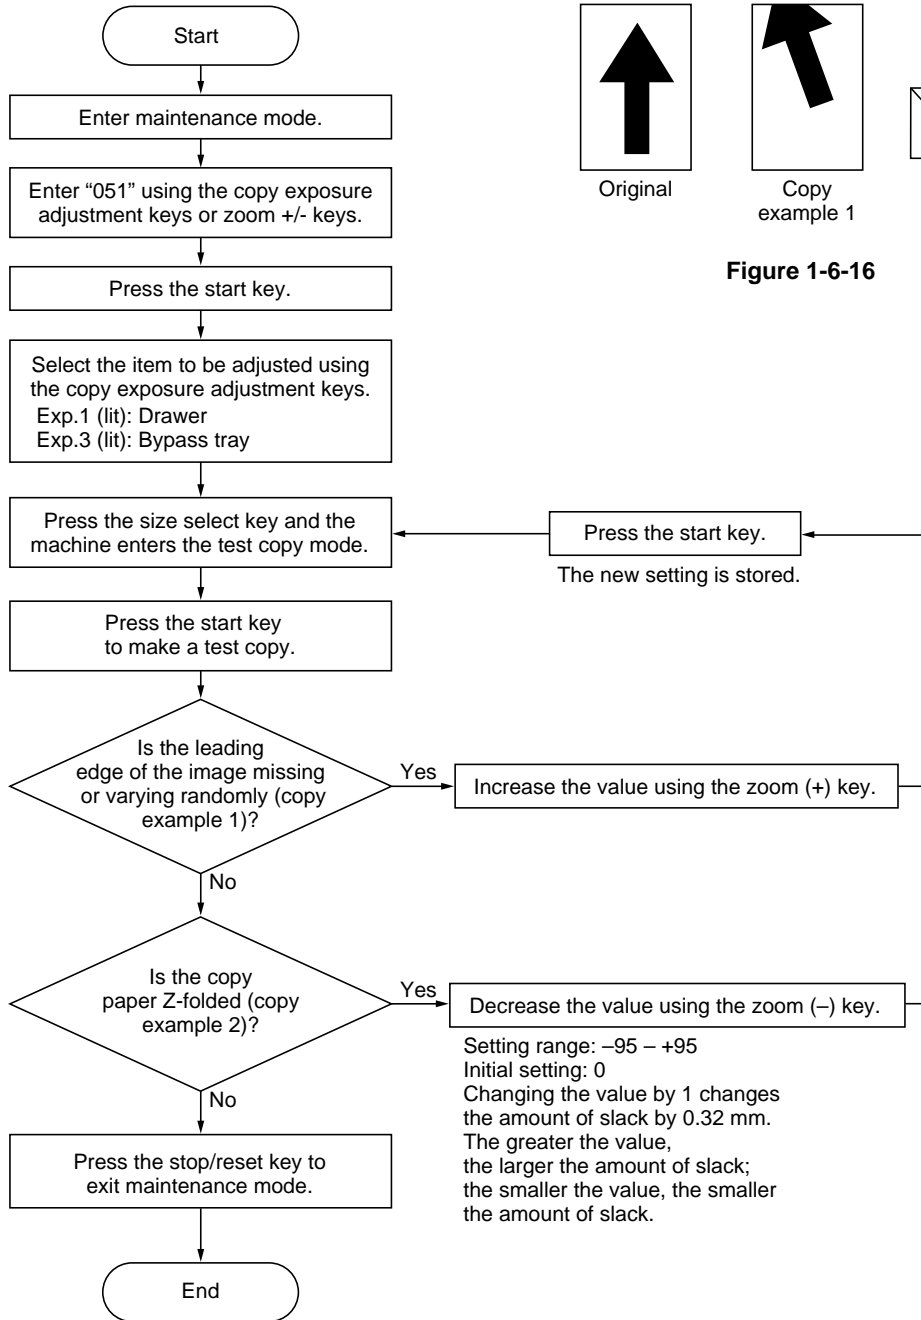 Start
Enter maintenance mode.
Enter “051” using the copy exposure
adjustment keys or zoom +/- keys.
Press the start key.
Select the item to be adjusted using
the copy exposure adjustment keys.
Exp.1 (lit): Drawer
Exp.3 (lit): Bypass tray
Press the size select key and the
machine enters the test copy mode.
Press the start key
to make a test copy.
Is the leading
edge of the image missing
or varying randomly (copy
example 1)?
Yes
No
Is the copy
paper Z-folded (copy
example 2)?
Yes
No
Press the stop/reset key to
exit maintenance mode.
End
Original
Copy
example 1
Figure 1-6-16
Press the start key.
The new setting is stored.
Increase the value using the zoom (+) key.
Decrease the value using the zoom (–) key.
Setting range: –95 – +95
Initial setting: 0
Changing the value by 1 changes
the amount of slack by 0.32 mm.
The greater the value,
the larger the amount of slack;
the smaller the value, the smaller
the amount of slack.